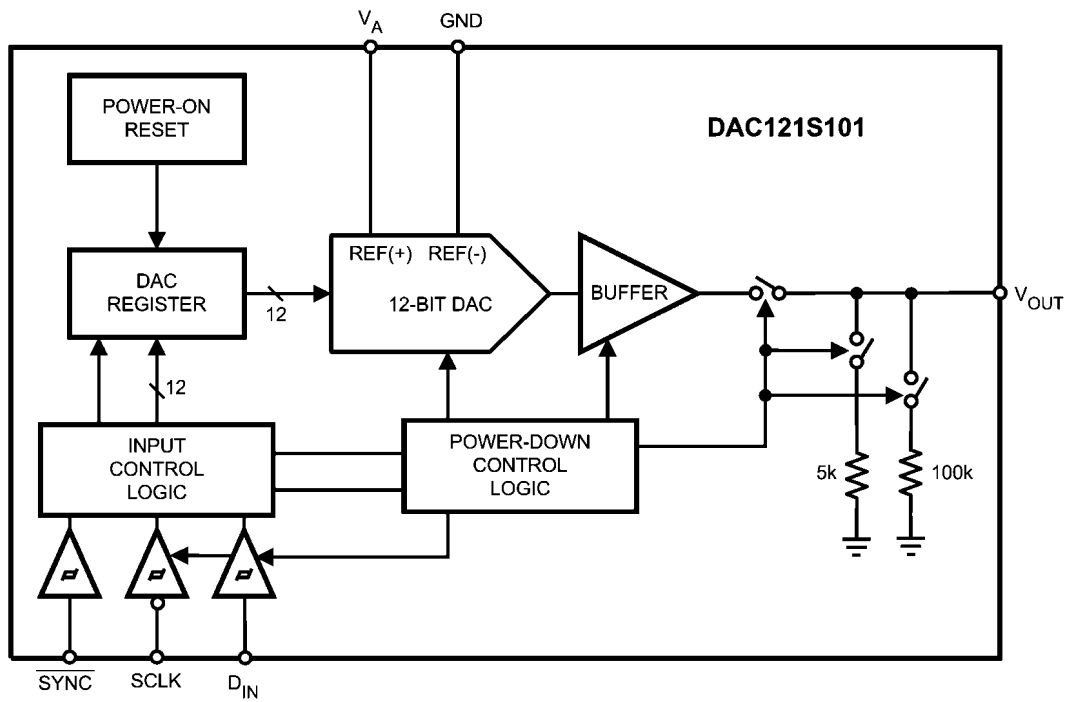 V_A GND
POWER-ON
RESET
DAC121S101
REF(+) REF(-)
DAC
REGISTER
12
12-BIT DAC
BUFFER
V_OUT
12
INPUT
CONTROL
LOGIC
POWER-DOWN
CONTROL
LOGIC
5k
100k
SYNC
SCLK
D_IN